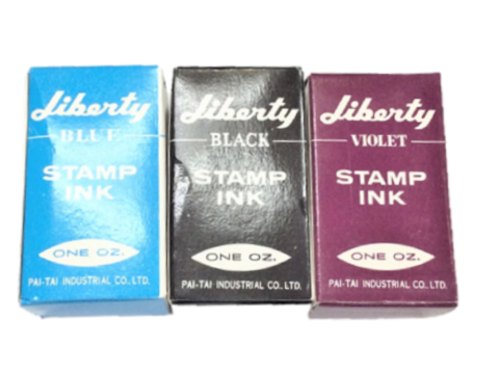 Liberty
BLUE
STAMP
INK
ONE OZ.
PAI-TAI INDUSTRIAL CO., LTD.
Liberty
BLACK
STAMP
INK
ONE OZ.
PAI-TAI INDUSTRIAL CO., LTD.
Liberty
VIOLET
STAMP
INK
ONE OZ.
PAI-TAI INDUSTRIAL CO., LTD.